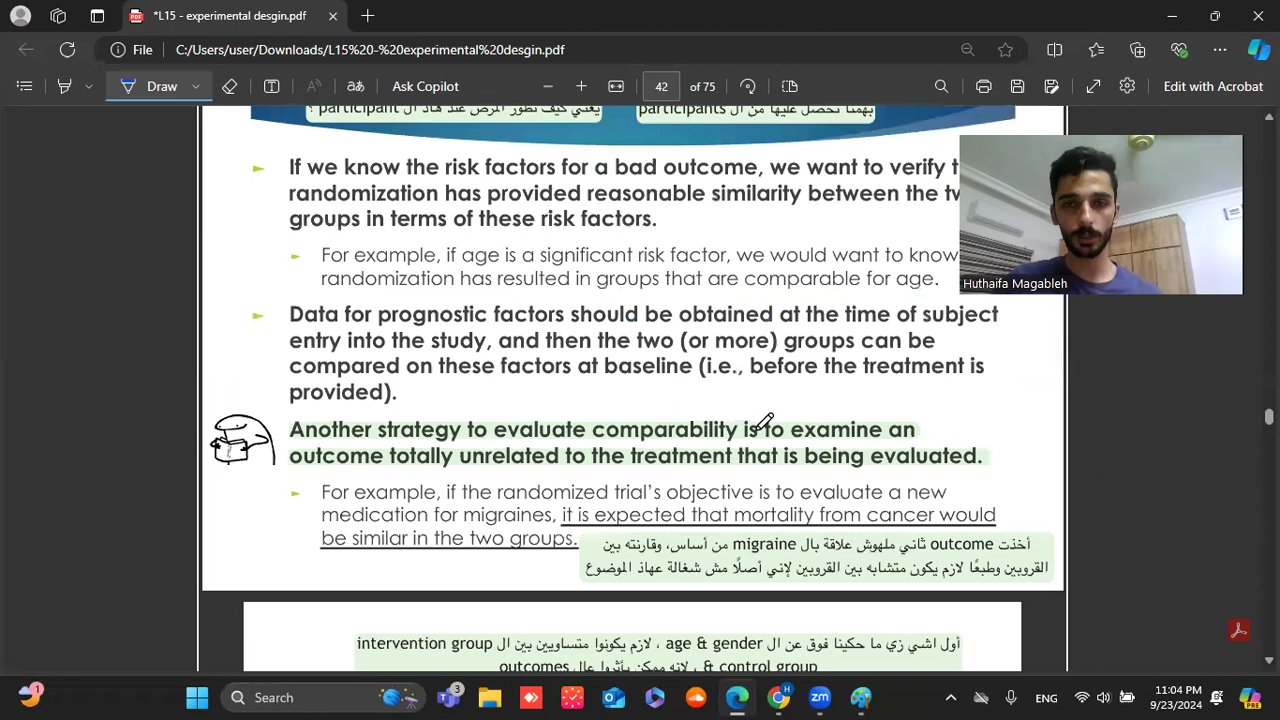 *L15 - experimental desgin.pdf
File
C:/Users/user/Downloads/L15%20-%20experimental%20desgin.pdf
Draw
aあ
Ask Copilot
42 of 75
Edit with Acrobat
يعني كيف تطور المرض عند هاد ال participant ؟
بهمنا نحصل عليها من ال participants
If we know the risk factors for a bad outcome, we want to verify
randomization has provided reasonable similarity between the
groups in terms of these risk factors.
For example, if age is a significant risk factor, we would want to know
randomization has resulted in groups that are comparable for age.
Huthaifa Magableh
Data for prognostic factors should be obtained at the time of subject
entry into the study, and then the two (or more) groups can be
compared on these factors at baseline (i.e., before the treatment is
provided).
Another strategy to evaluate comparability is to examine an
outcome totally unrelated to the treatment that is being evaluated.
For example, if the randomized trial's objective is to evaluate a new
medication for migraines, it is expected that mortality from cancer would
be similar in the two groups.
أخذت outcome ثاني ملهوش علاقة بال migraine من أساس، وقارنته بين
القروبين وطبعًا لازم يكون متشابه بين القروبين لإني أصلًا مش شغالة عهاذ الموضوع
أول اشي زي ما حكينا فوق عن ال age & gender ، لازم يكونوا متساويين بين ال intervention group
& control group ، لإنه ممكن يأثروا عال outcomes
1
Search
3
ENG
11:04 PM
9/23/2024
PRE